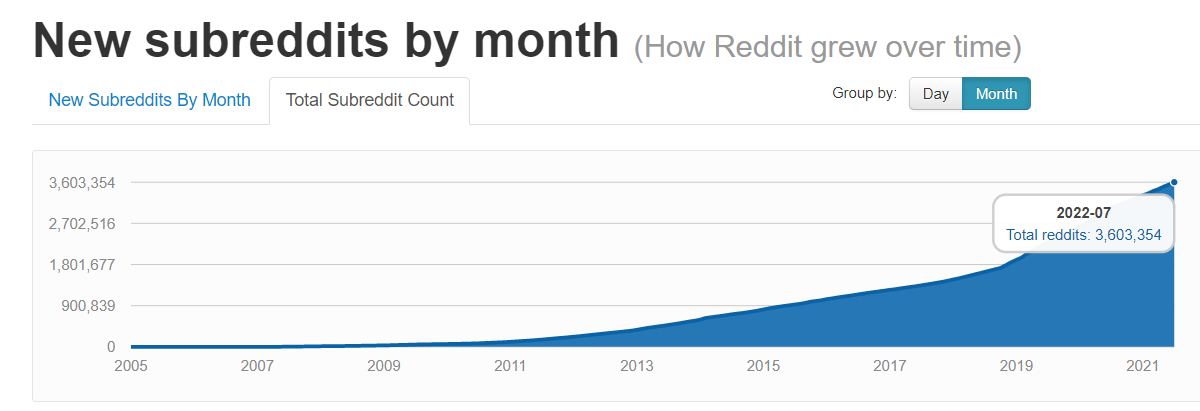 New subreddits by month (How Reddit grew over time)
New Subreddits By Month Total Subreddit Count Group by: Day Month
3,603,354
2022-07
2,702,516
Total reddits: 3,603,354
1,801,677
900,839
0
2005 2007 2009 2011 2013 2015 2017 2019 2021